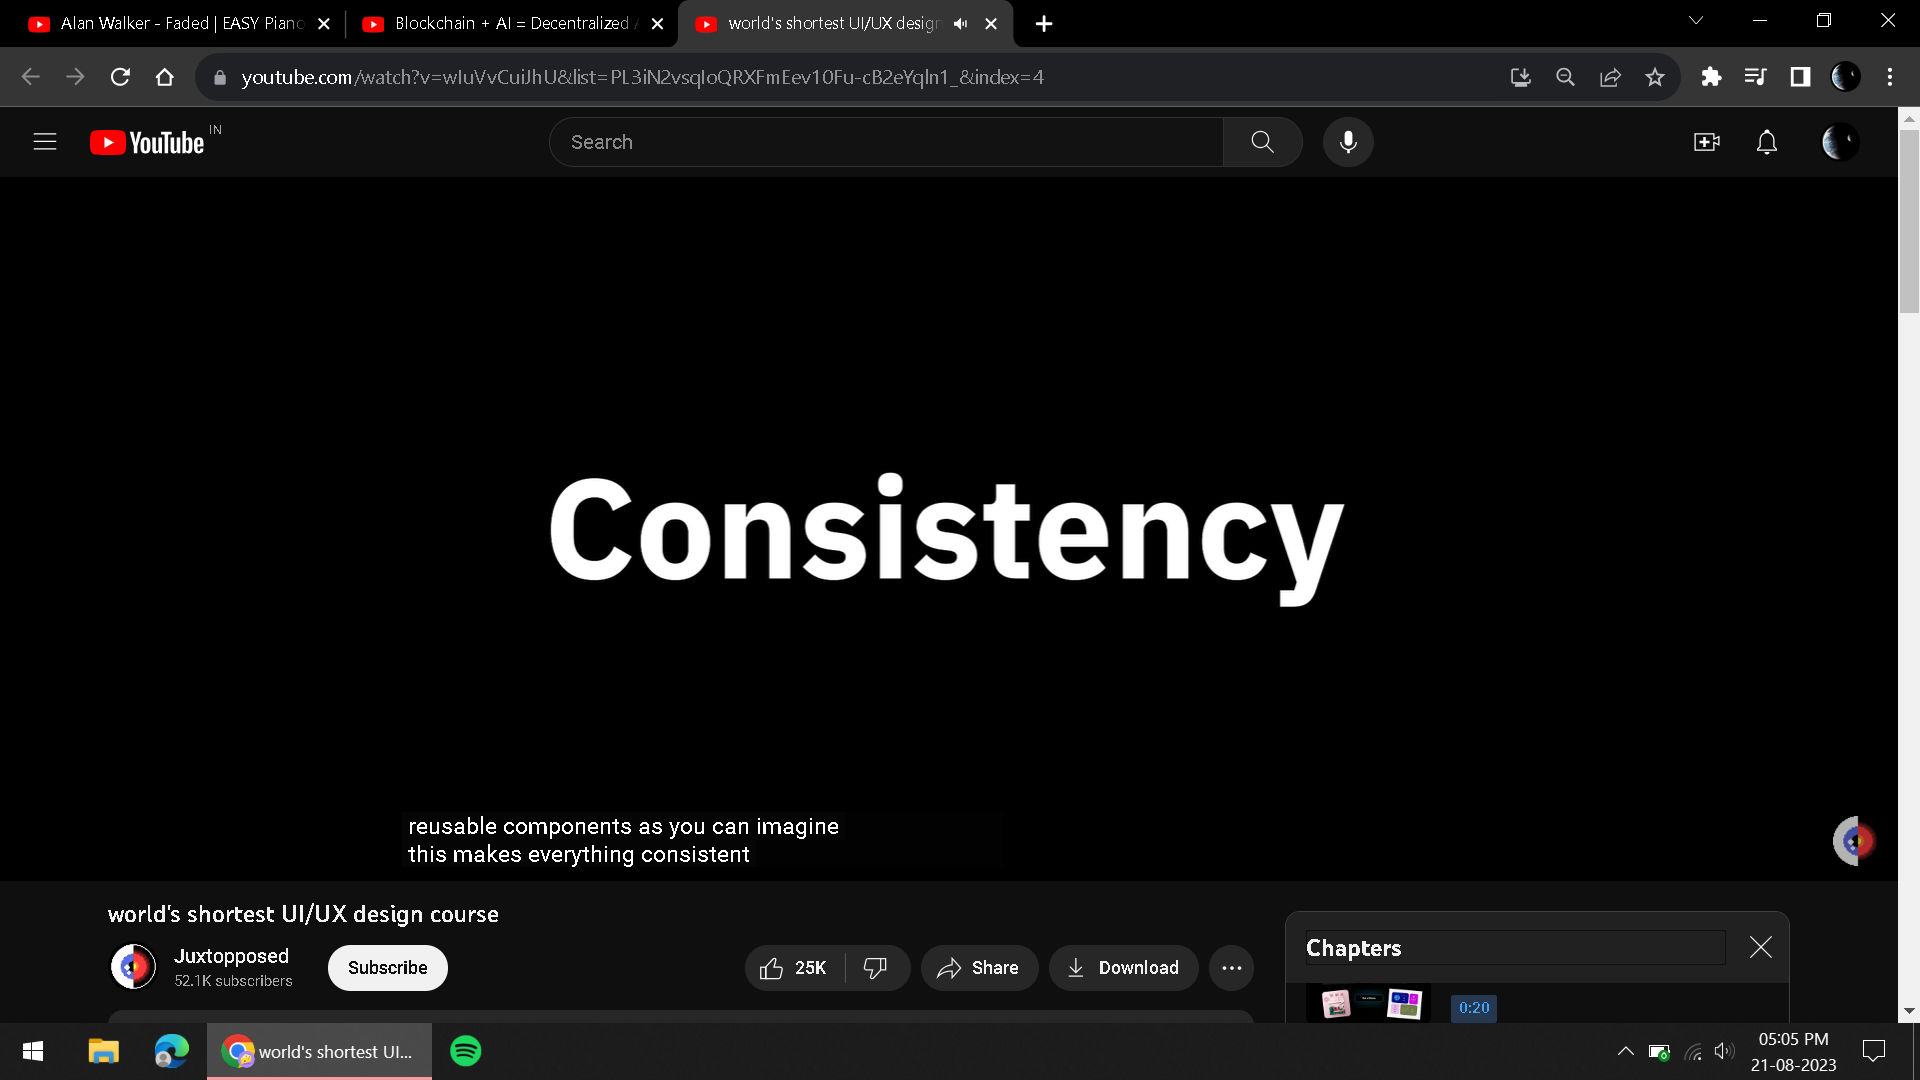 Alan Walker - Faded | EASY Piano
Blockchain + AI = Decentralized A
world's shortest UI/UX design
youtube.com/watch?v=wIuVvCuiJhU&list=PL3iN2vsqIoQRXFmEev10Fu-cB2eYqln1_&index=4
YouTube IN
Search
Consistency
reusable components as you can imagine
this makes everything consistent
world's shortest UI/UX design course
Juxtopposed
52.1K subscribers
Subscribe
25K
Share
Download
Chapters
0:20
world's shortest UI...
05:05 PM
21-08-2023